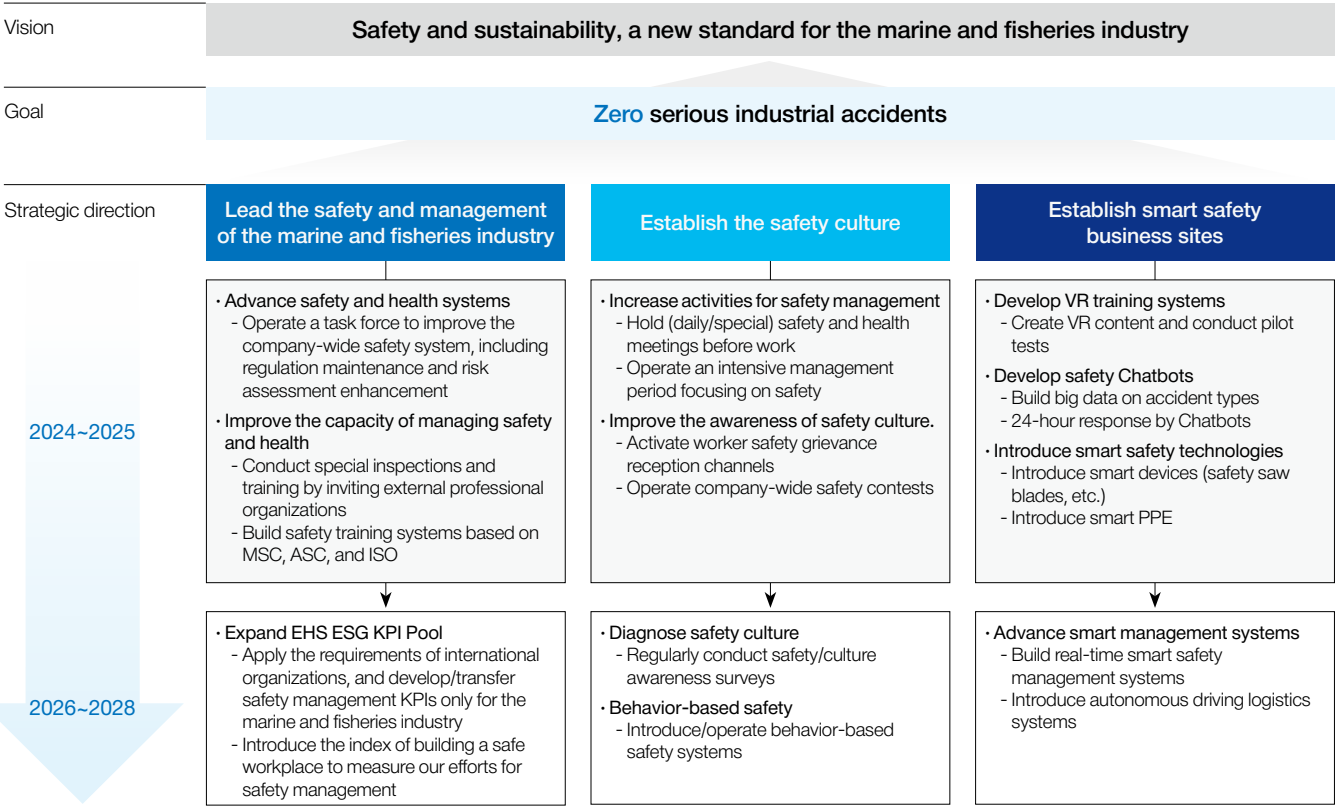 Vision
Safety and sustainability, a new standard for the marine and fisheries industry
Goal
Zero serious industrial accidents
Strategic direction
Lead the safety and management
of the marine and fisheries industry
Establish the safety culture
Establish smart safety
business sites
2024~2025
· Advance safety and health systems
- Operate a task force to improve the
company-wide safety system, including
regulation maintenance and risk
assessment enhancement
· Improve the capacity of managing safety
and health
- Conduct special inspections and
training by inviting external professional
organizations
- Build safety training systems based on
MSC, ASC, and ISO
· Increase activities for safety management
- Hold (daily/special) safety and health
meetings before work
- Operate an intensive management
period focusing on safety
· Improve the awareness of safety culture.
- Activate worker safety grievance
reception channels
- Operate company-wide safety contests
· Develop VR training systems
- Create VR content and conduct pilot
tests
· Develop safety Chatbots
- Build big data on accident types
- 24-hour response by Chatbots
· Introduce smart safety technologies
- Introduce smart devices (safety saw
blades, etc.)
- Introduce smart PPE
2026~2028
· Expand EHS ESG KPI Pool
- Apply the requirements of international
organizations, and develop/transfer
safety management KPIs only for the
marine and fisheries industry
- Introduce the index of building a safe
workplace to measure our efforts for
safety management
· Diagnose safety culture
- Regularly conduct safety/culture
awareness surveys
· Behavior-based safety
- Introduce/operate behavior-based
safety systems
· Advance smart management systems
- Build real-time smart safety
management systems
- Introduce autonomous driving logistics
systems